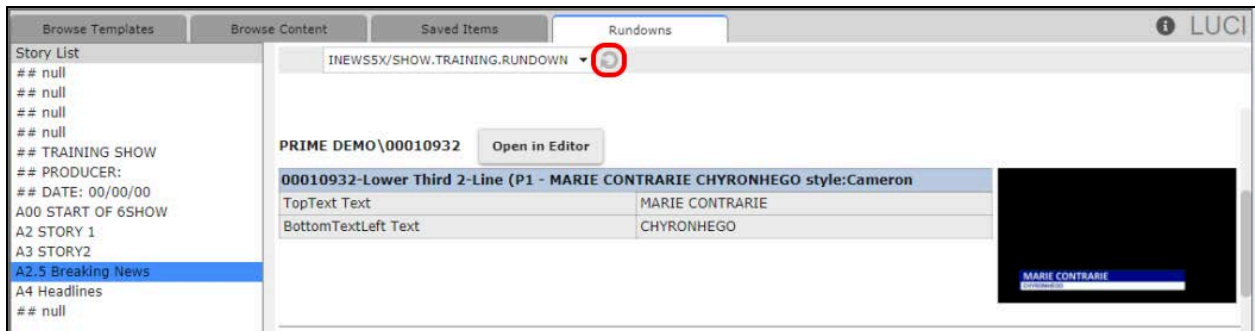 Browse Templates Browse Content Saved Items Rundowns LUCI
Story List
## null
## null
## null
## null
## TRAINING SHOW
## PRODUCER:
## DATE: 00/00/00
A00 START OF 6SHOW
A2 STORY 1
A3 STORY2
A2.5 Breaking News
A4 Headlines
## null
INEWS5X/SHOW.TRAINING.RUNDOWN
PRIME DEMO\00010932 Open in Editor
00010932-Lower Third 2-Line (P1 - MARIE CONTRARIE CHYRONHEGO style:Cameron
TopText Text MARIE CONTRARIE
BottomTextLeft Text CHYRONHEGO
MARIE CONTRARIE
CHYRONHEGO